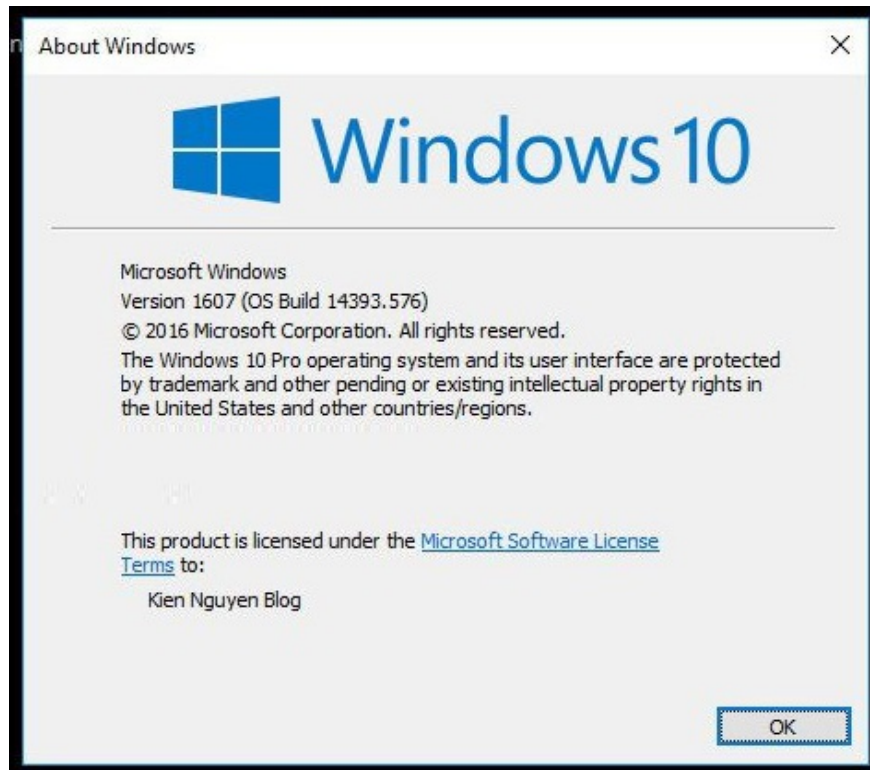 About Windows
Windows 10
Microsoft Windows
Version 1607 (OS Build 14393.576)
© 2016 Microsoft Corporation. All rights reserved.
The Windows 10 Pro operating system and its user interface are protected
by trademark and other pending or existing intellectual property rights in
the United States and other countries/regions.
This product is licensed under the Microsoft Software License
Terms to:
Kien Nguyen Blog
OK